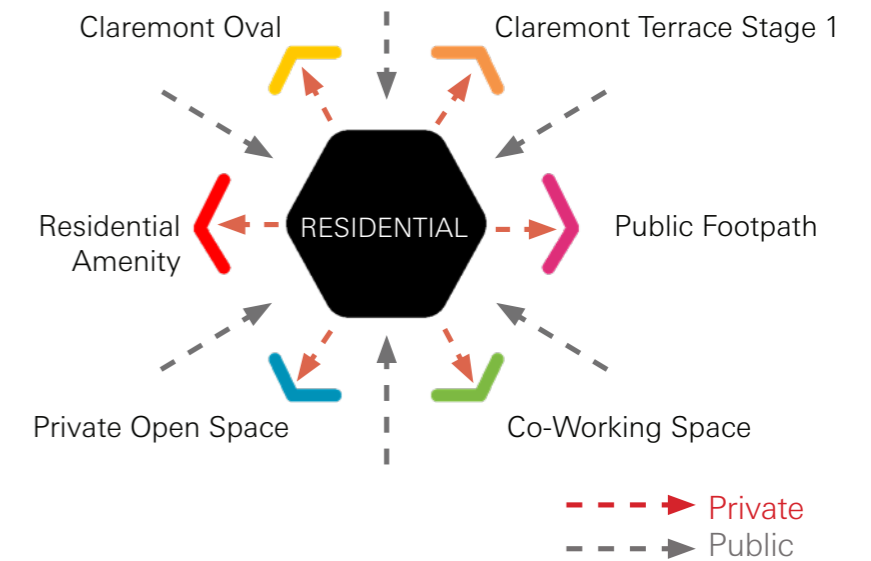 Claremont Oval
Claremont Terrace Stage 1
Residential
Amenity
RESIDENTIAL
Public Footpath
Private Open Space
Co-Working Space
Private
Public